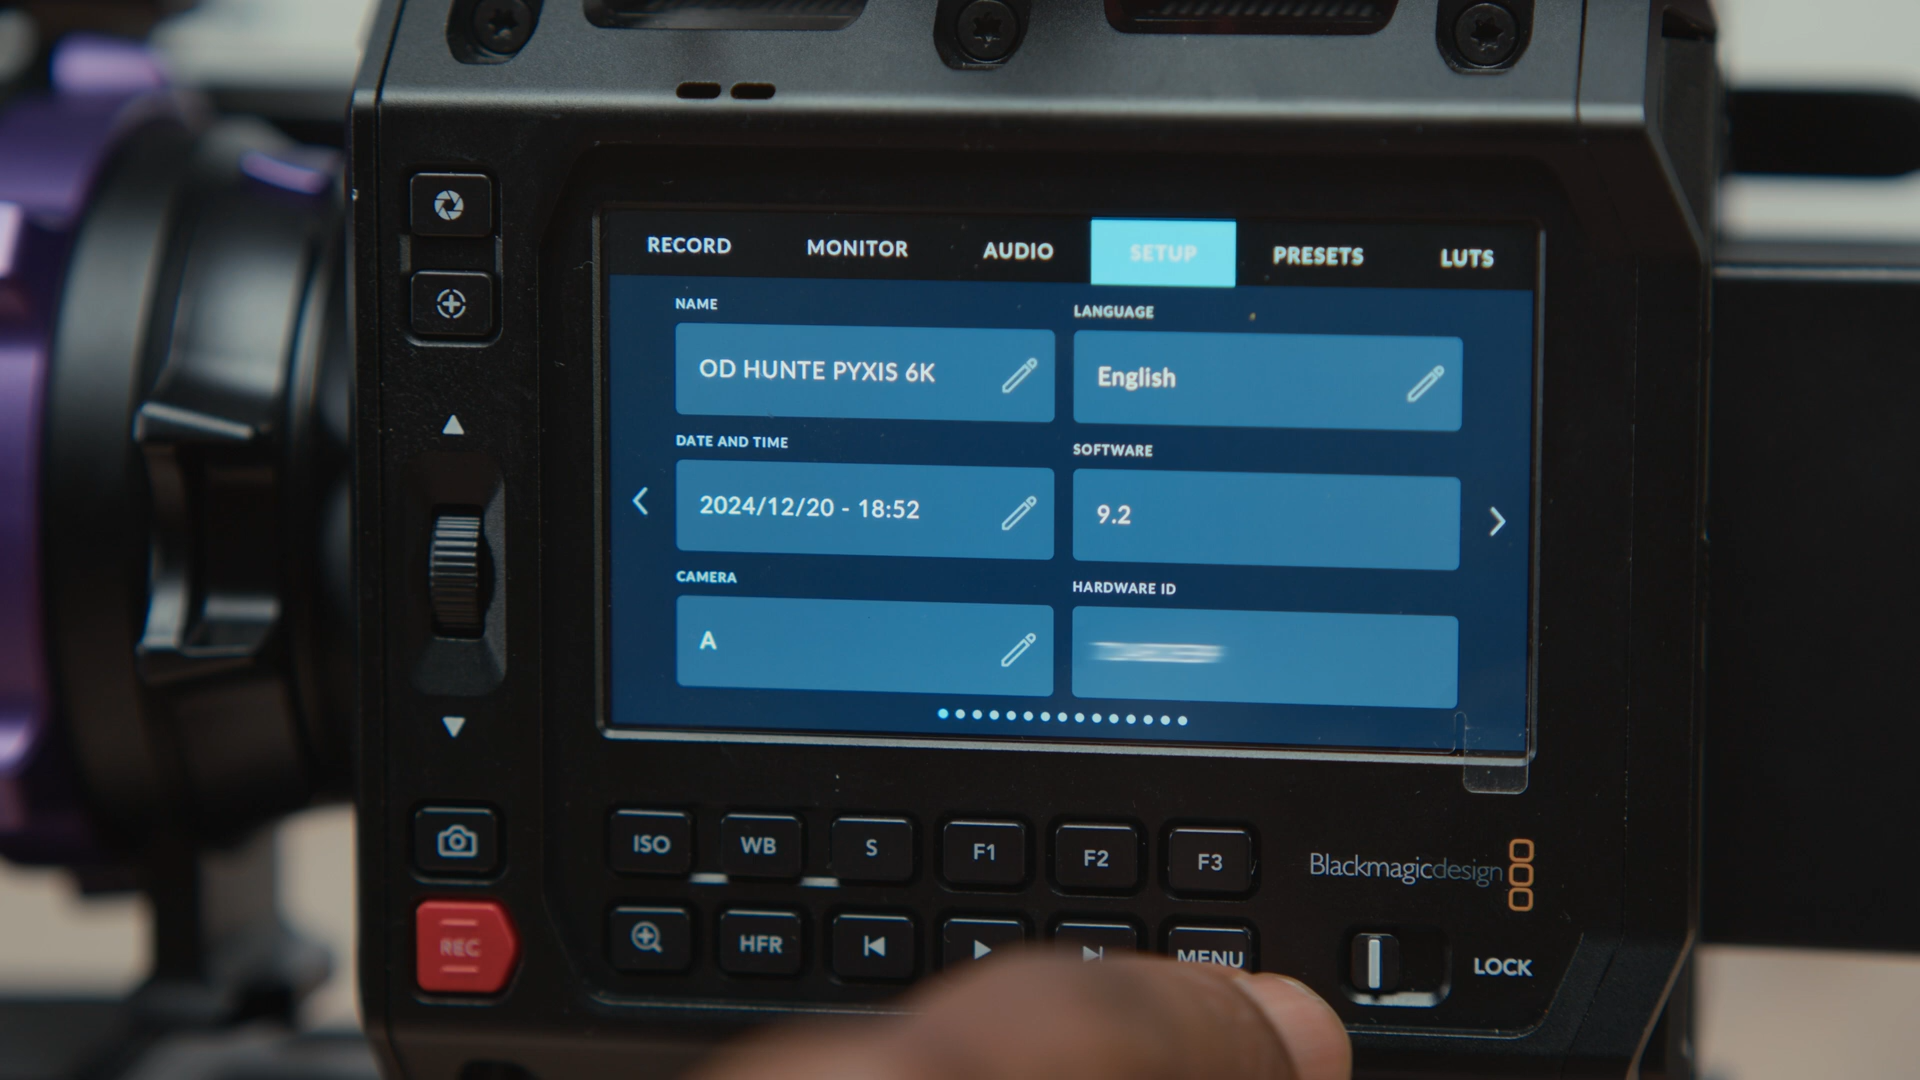 RECORD MONITOR AUDIO SETUP PRESETS LUTS
NAME
OD HUNTE PYXIS 6K
LANGUAGE
English
DATE AND TIME
2024/12/20 - 18:52
SOFTWARE
9.2
CAMERA
A
HARDWARE ID
ISO WB S F1 F2 F3
Blackmagicdesign
REC
HFR
MENU
LOCK